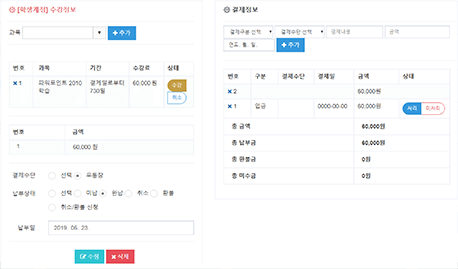 [학생계정] 수강정보
과목
+ 추가
번호 과목 기간 수강료 상태
× 1 파워포인트 2010 학습 결제일로부터 730일 60,000 원 수강 취소
번호 금액
1 60,000 원
결제수단 선택 무통장
납부상태 선택 미납 완납 취소 환불
취소/환불 신청
납부일 2019. 06. 23
수정 × 삭제
결제정보
결제구분 선택 결제수단 선택 결제내용 금액
연도. 월. 일. + 추가
번호 구분 결제수단 결제일 금액 상태
× 2 60,000원
× 1 입금 0000-00-00 60,000원
총 금액 60,000원
총 납부금 60,000원
총 환불금 0원
총 미수금 0원